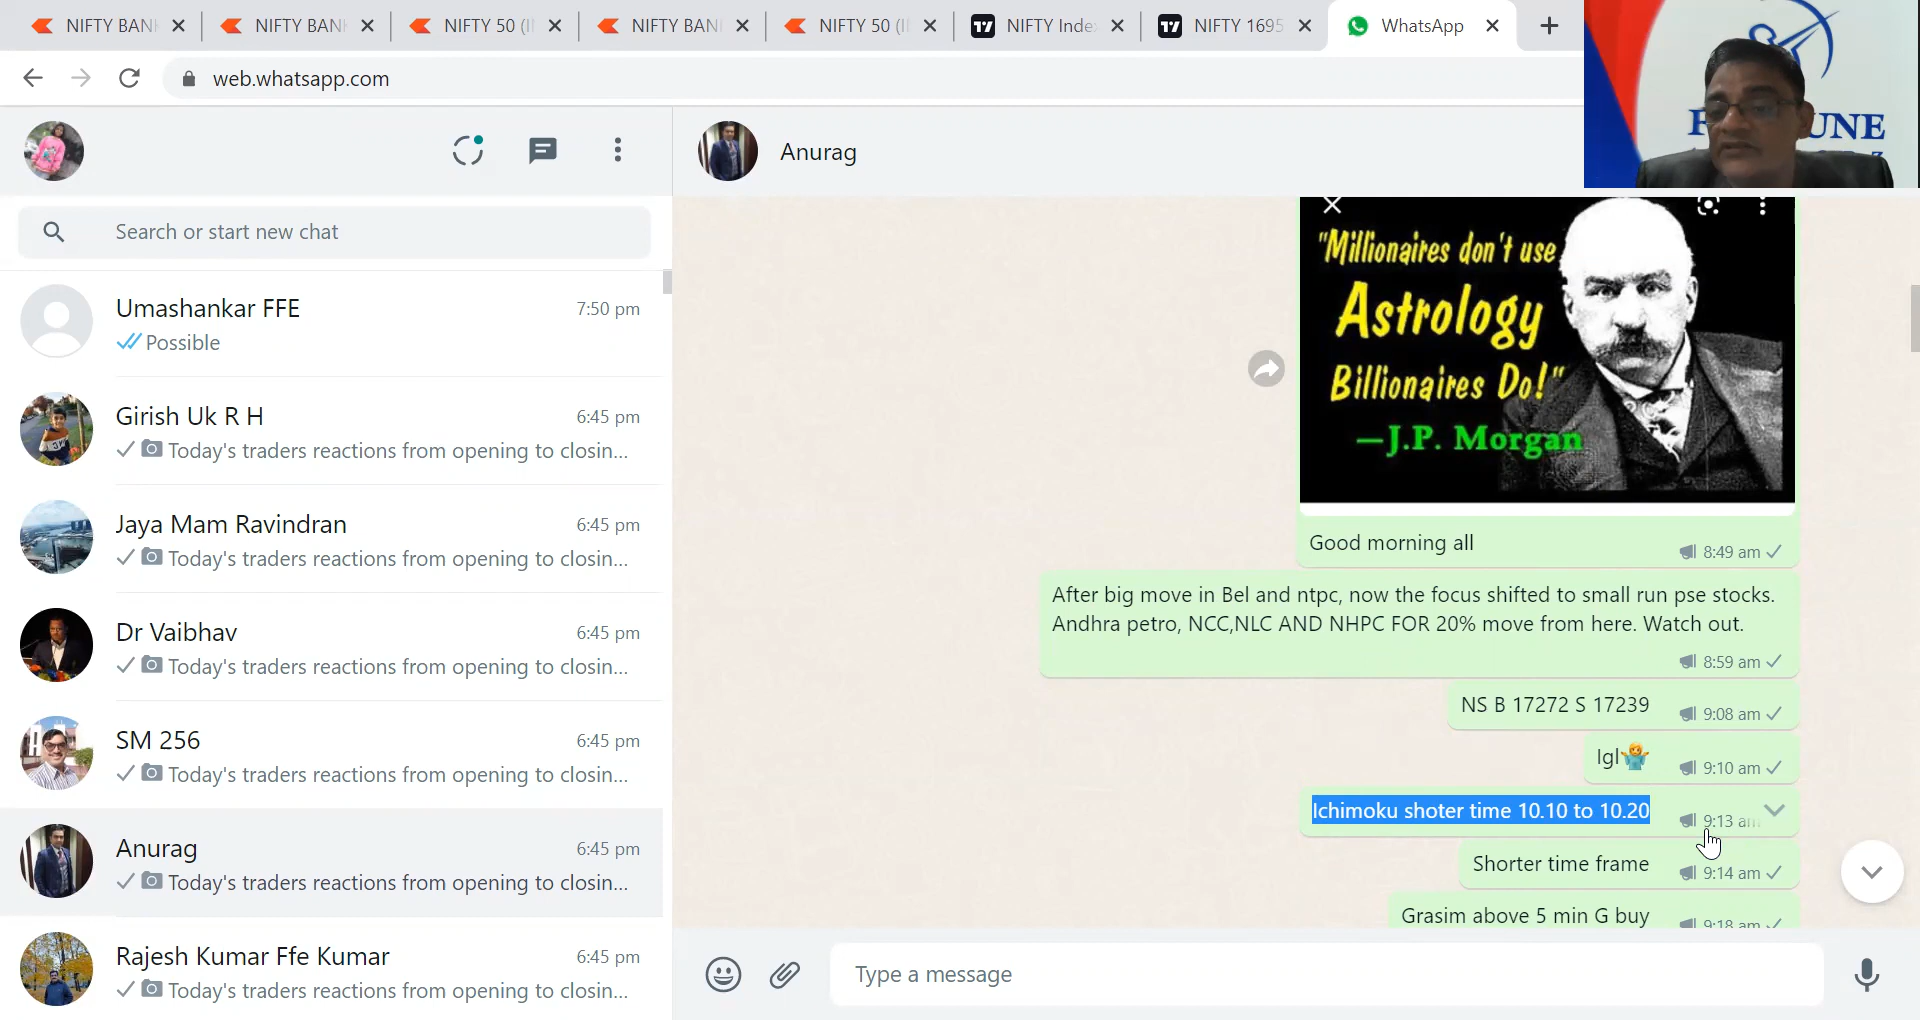 NIFTY BAN
NIFTY BAN
NIFTY 50 (I
NIFTY BAN
NIFTY 50 (I
NIFTY Inde
NIFTY 1695
WhatsApp
web.whatsapp.com
UNE
Anurag
Search or start new chat
Umashankar FFE
7:50 pm
Possible
Girish Uk R H
6:45 pm
Today's traders reactions from opening to closin...
Jaya Mam Ravindran
6:45 pm
Today's traders reactions from opening to closin...
Dr Vaibhav
6:45 pm
Today's traders reactions from opening to closin...
SM 256
6:45 pm
Today's traders reactions from opening to closin...
Anurag
6:45 pm
Today's traders reactions from opening to closin...
Rajesh Kumar Ffe Kumar
6:45 pm
Today's traders reactions from opening to closin...
"Millionaires don't use
Astrology
Billionaires Do!"
—J.P. Morgan
Good morning all
8:49 am
After big move in Bel and ntpc, now the focus shifted to small run pse stocks.
Andhra petro, NCC,NLC AND NHPC FOR 20% move from here. Watch out.
8:59 am
NS B 17272 S 17239
9:08 am
Igl🤷
9:10 am
Ichimoku shoter time 10.10 to 10.20
9:13 am
Shorter time frame
9:14 am
Grasim above 5 min G buy
9:18 am
Type a message